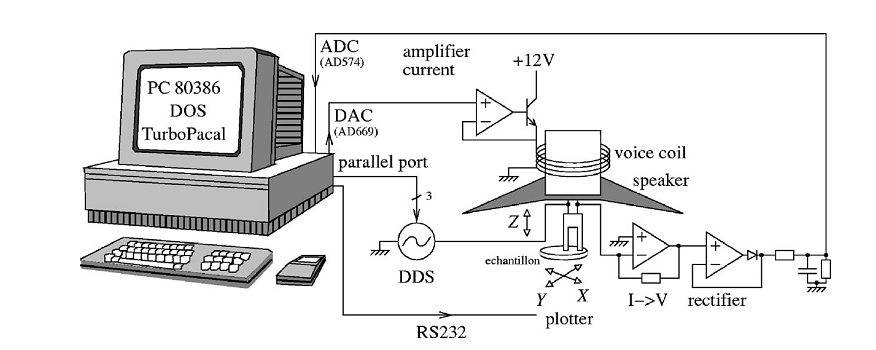 ADC
(AD574)
amplifier
current
+12V
PC 80386
DOS
TurboPacal
DAC
(AD669)
+
-
voice coil
parallel port
speaker
3
Z
DDS
echantillon
+
-
+
-
Y
X
I->V
rectifier
plotter
RS232